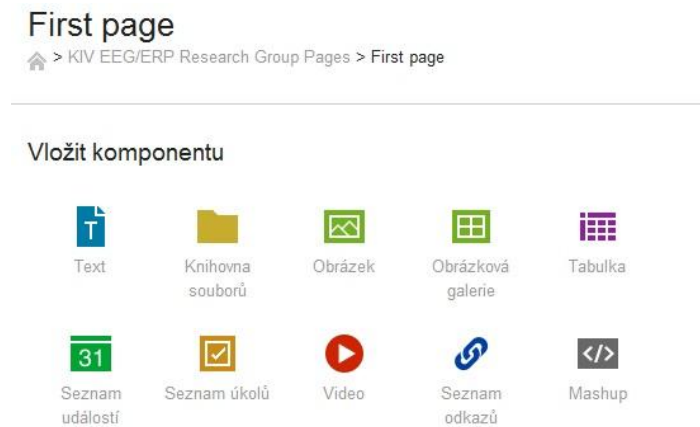 First page
> KIV EEG/ERP Research Group Pages > First page
Vložit komponentu
T
Text
Knihovna
souborů
Obrázek
Obrázková
galerie
Tabulka
31
Seznam
událostí
Seznam úkolů
Video
Seznam
odkazů
</>
Mashup